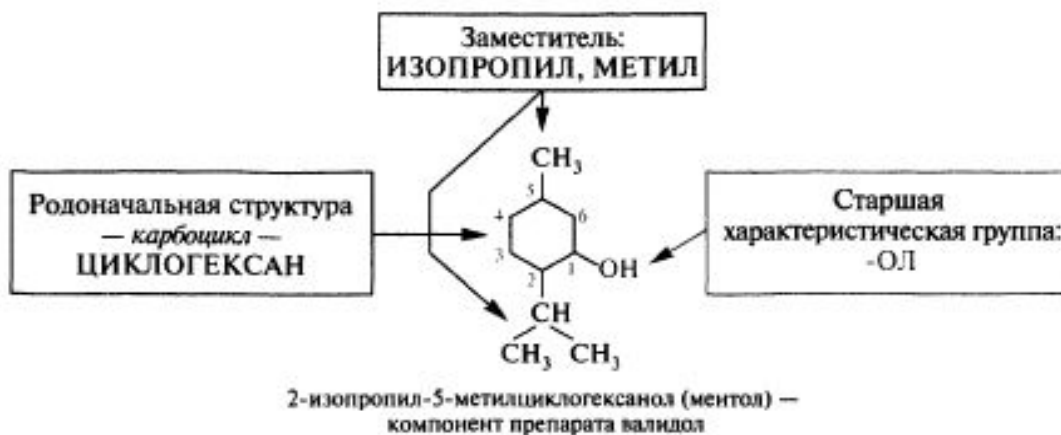 Заместитель:
ИЗОПРОПИЛ, МЕТИЛ
Родоначальная структура
— карбоцикл —
ЦИКЛОГЕКСАН
CH₃
5
4
6
3
1
2
OH
CH
CH₃ CH₃
Старшая
характеристическая группа:
-ОЛ
2-изопропил-5-метилциклогексанол (ментол) —
компонент препарата валидол